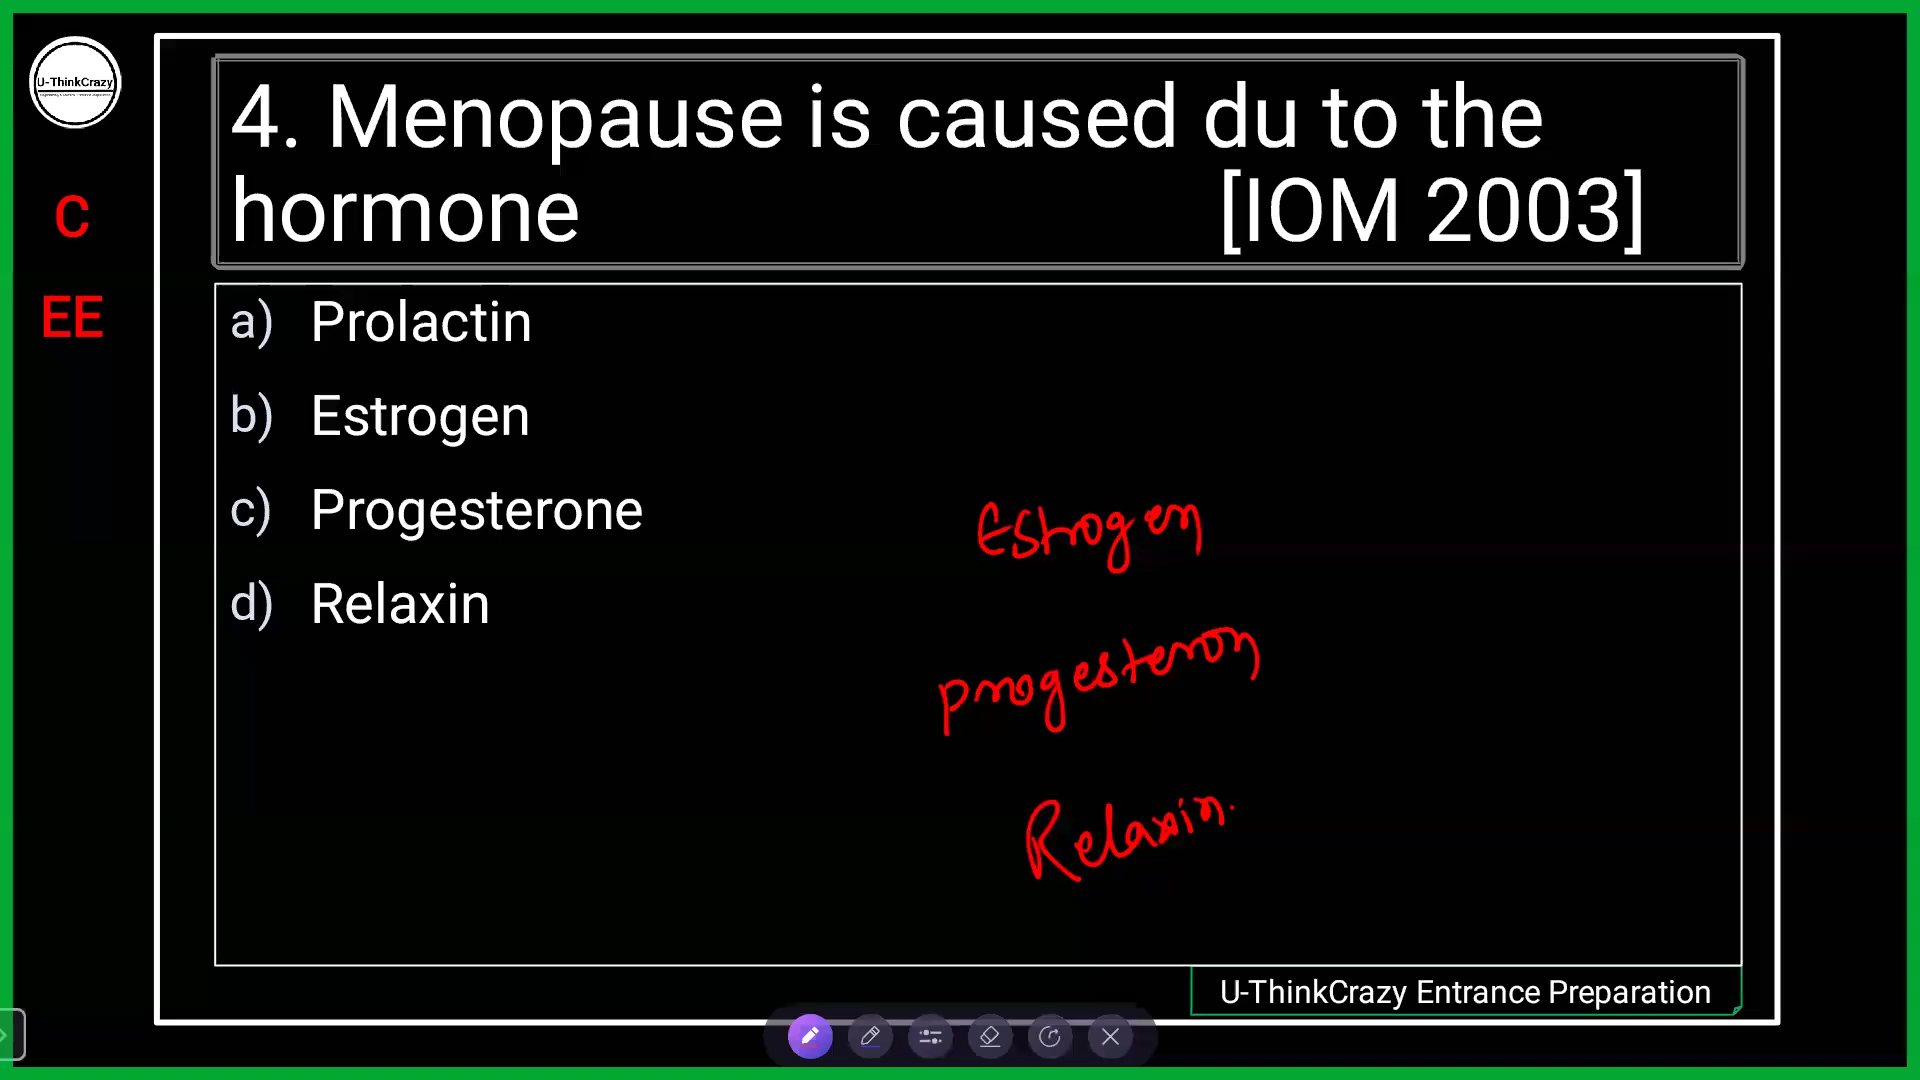 U-ThinkCrazy
4. Menopause is caused du to the
hormone [IOM 2003]
C
EE
a) Prolactin
b) Estrogen
c) Progesterone
d) Relaxin
Estrogen
Progesteron
Relaxin.
U-ThinkCrazy Entrance Preparation